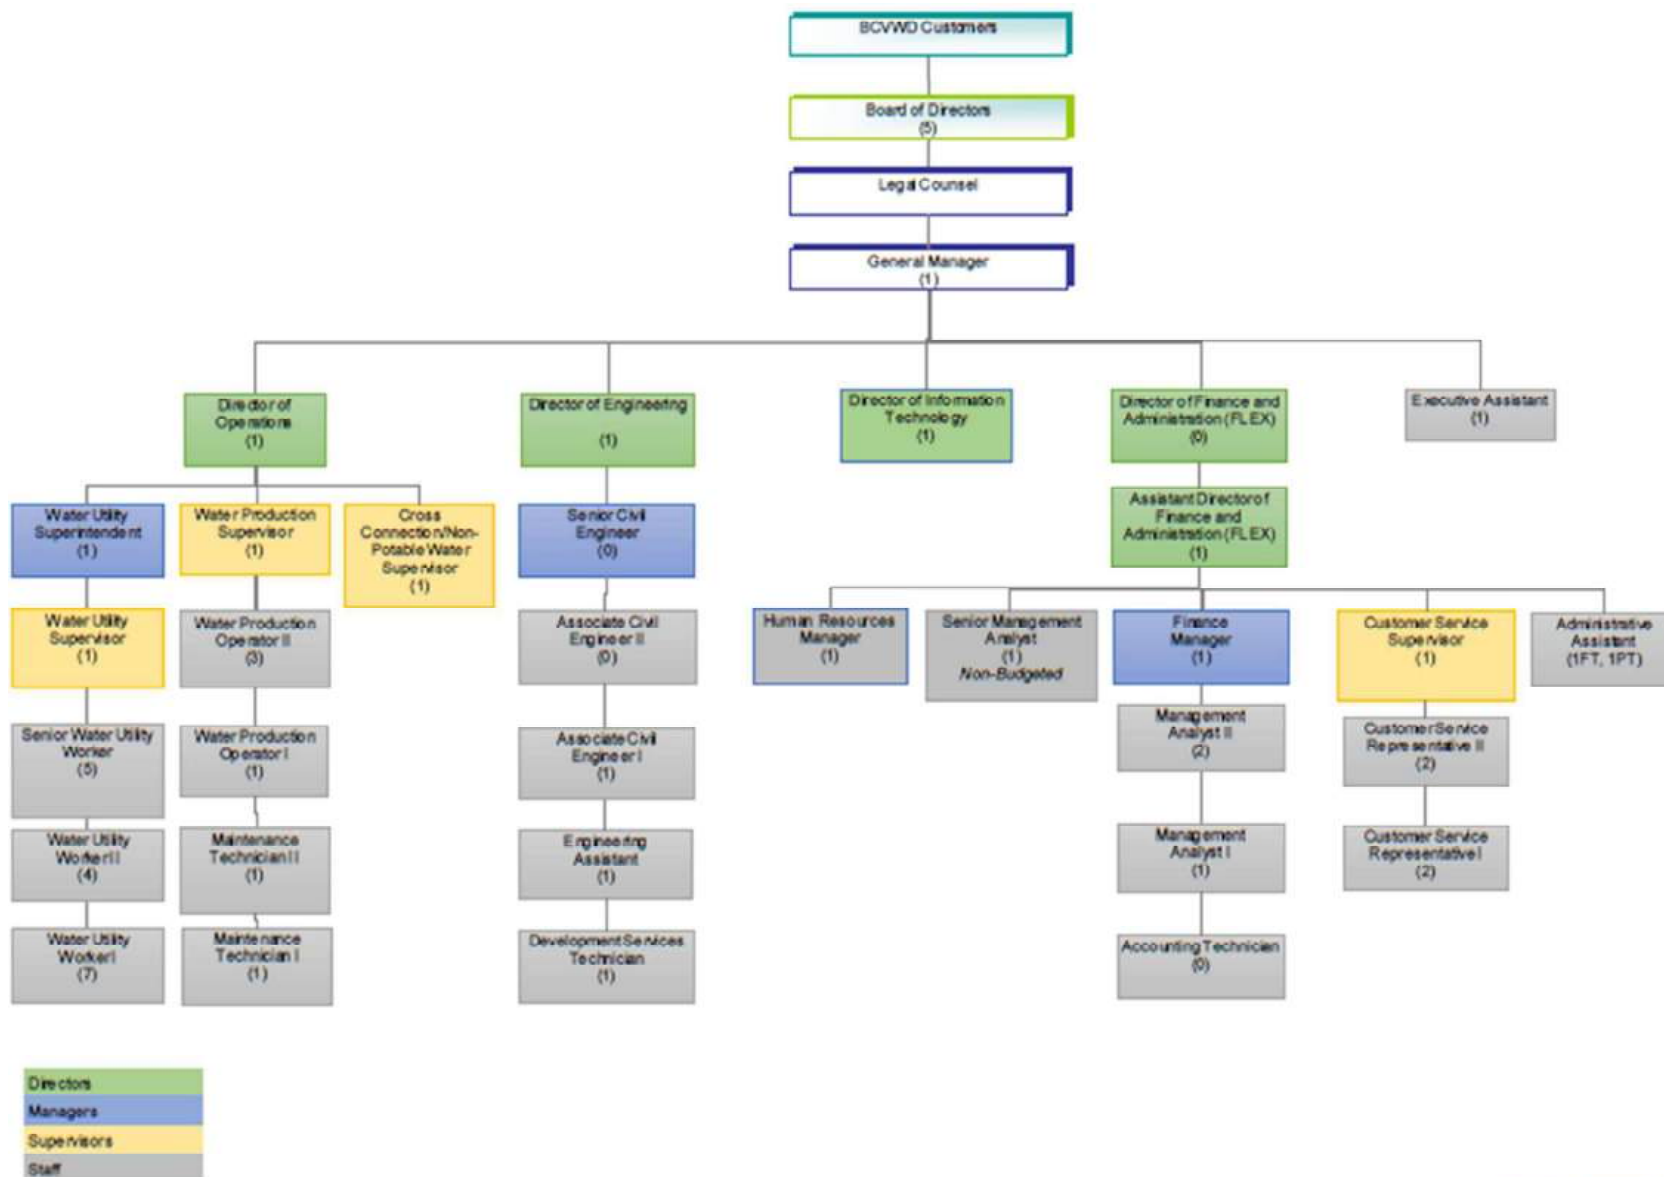 BCVWD Customers
Board of Directors
(5)
Legal Counsel
General Manager
(1)
Director of
Operations
(1)
Director of Engineering
(1)
Director of Information
Technology
(1)
Director of Finance and
Administration (FLEX)
(0)
Executive Assistant
(1)
Assistant Director of
Finance and
Administration (FLEX)
(1)
Water Utility
Superintendent
(1)
Water Production
Supervisor
(1)
Cross
Connection/Non-
Potable Water
Supervisor
(1)
Senior Civil
Engineer
(0)
Water Utility
Supervisor
(1)
Water Production
Operator II
(3)
Associate Civil
Engineer II
(0)
Human Resources
Manager
(1)
Senior Management
Analyst
(1)
Non-Budgeted
Finance
Manager
(1)
Customer Service
Supervisor
(1)
Administrative
Assistant
(1FT, 1PT)
Senior Water Utility
Worker
(5)
Water Production
Operator I
(1)
Associate Civil
Engineer I
(1)
Management
Analyst II
(2)
Customer Service
Representative II
(2)
Water Utility
Worker II
(4)
Maintenance
Technician II
(1)
Engineering
Assistant
(1)
Management
Analyst I
(1)
Customer Service
Representative I
(2)
Water Utility
Worker I
(7)
Maintenance
Technician I
(1)
Development Services
Technician
(1)
Accounting Technician
(0)
Directors
Managers
Supervisors
Staff